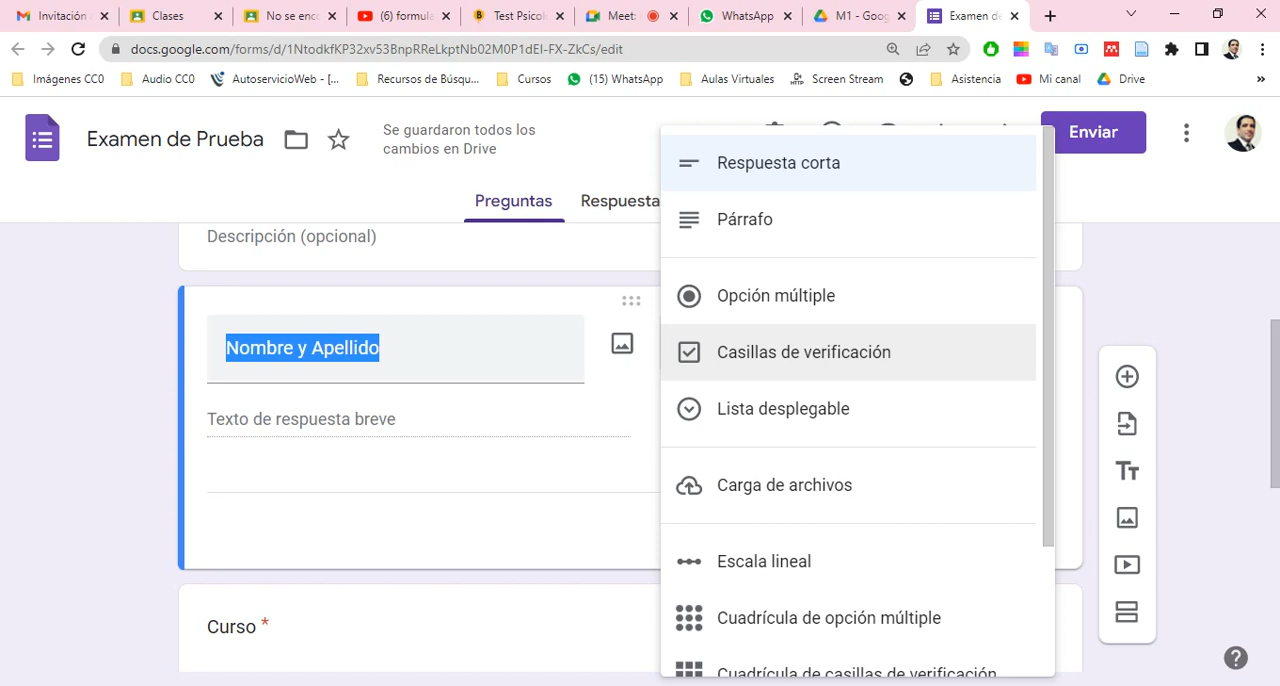 Invitación
Clases
No se enc
(6) formula
Test Psicol
Meet:
WhatsApp
M1 - Goog
Examen de
docs.google.com/forms/d/1NtodkfKP32xv53BnpRReLkptNb02M0P1dEI-FX-ZkCs/edit
Imágenes CC0
Audio CC0
AutoservicioWeb - [...
Recursos de Búsqu...
Cursos
(15) WhatsApp
Aulas Virtuales
Screen Stream
Asistencia
Mi canal
Drive
»
Examen de Prueba
Se guardaron todos los
cambios en Drive
Enviar
Preguntas
Respuesta
Descripción (opcional)
Nombre y Apellido
Texto de respuesta breve
Curso *
Respuesta corta
Párrafo
Opción múltiple
Casillas de verificación
Lista desplegable
Carga de archivos
Escala lineal
Cuadrícula de opción múltiple
Cuadrícula de casillas de verificación
Tт